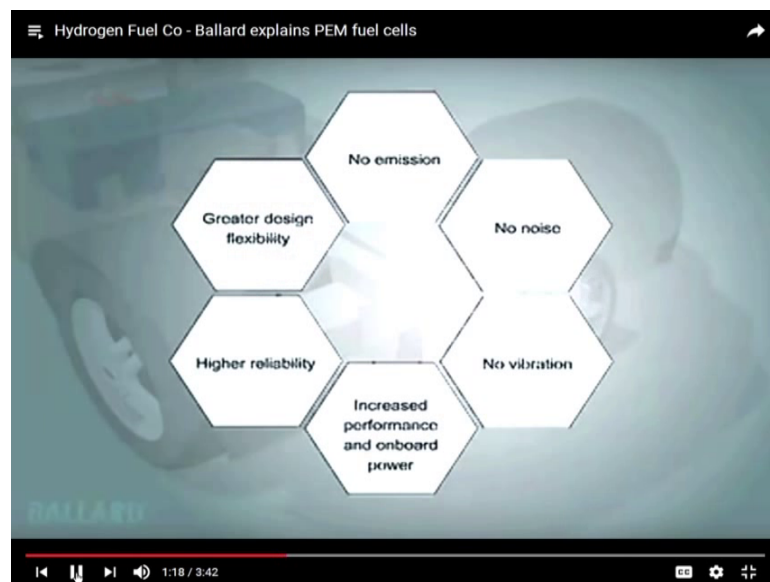 Hydrogen Fuel Co - Ballard explains PEM fuel cells
No emission
Greater design
flexibility
No noise
Higher reliability
No vibration
Increased
performance
and onboard
power
BALLARD
1:18 / 3:42
CC